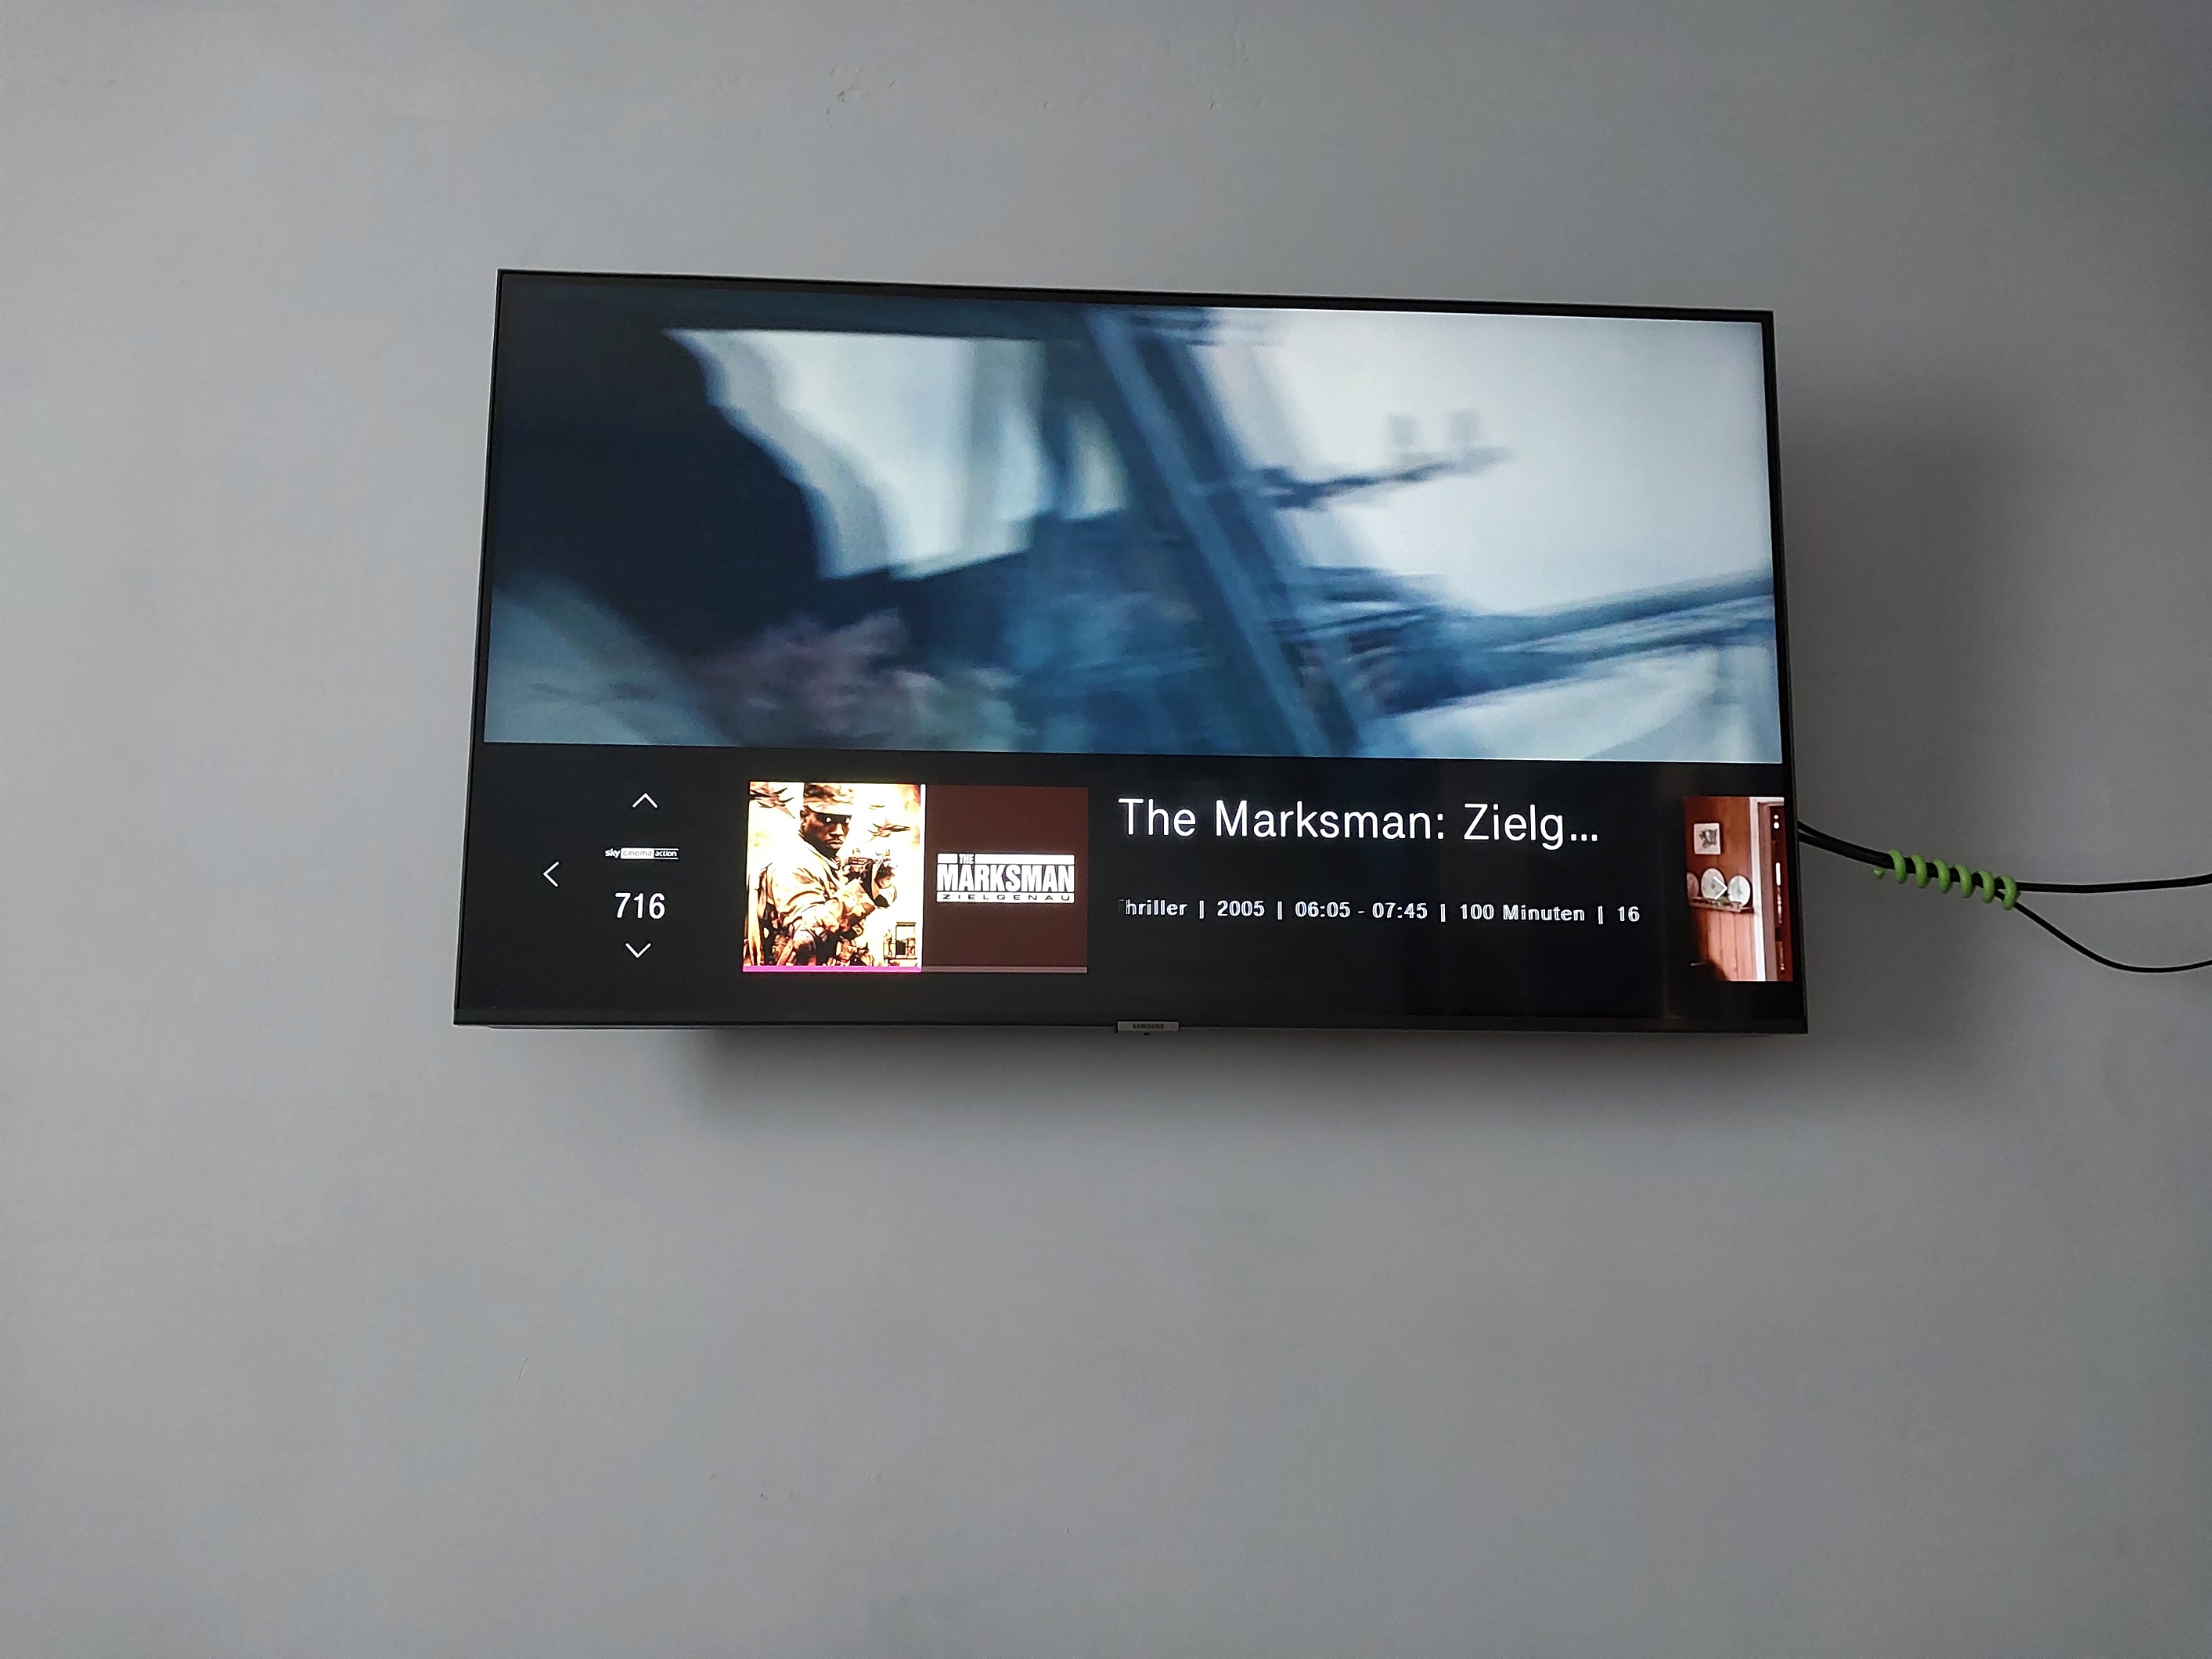 sky cinema action
716
THE
MARKSMAN
ZIELGENAU
The Marksman: Zielg...
hriller | 2005 | 06:05 - 07:45 | 100 Minuten | 16
SAMSUNG